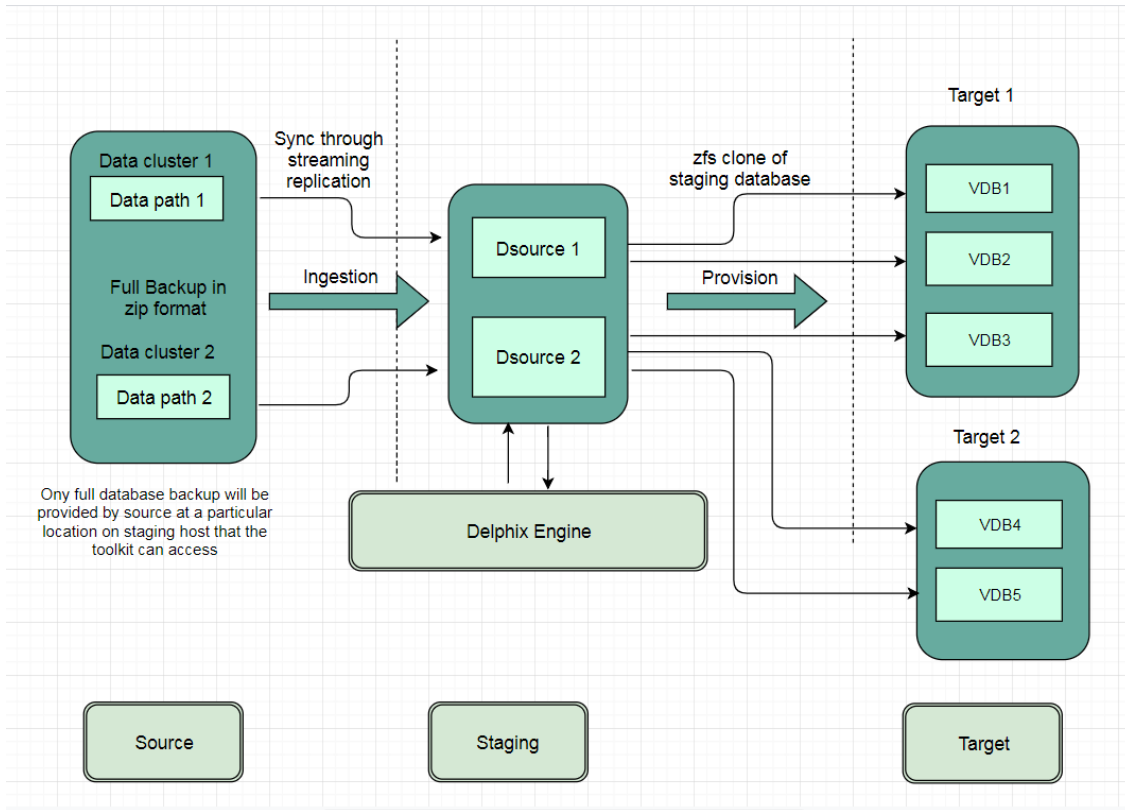 Target 1
Sync through
streaming
replication
zfs clone of
staging database
Data cluster 1
Data path 1
VDB1
Dsource 1
VDB2
Full Backup in
zip format
Ingestion
Provision
VDB3
Data cluster 2
Dsource 2
Data path 2
Target 2
Ony full database backup will be
provided by source at a particular
location on staging host that the
toolkit can access
Delphix Engine
VDB4
VDB5
Source
Staging
Target